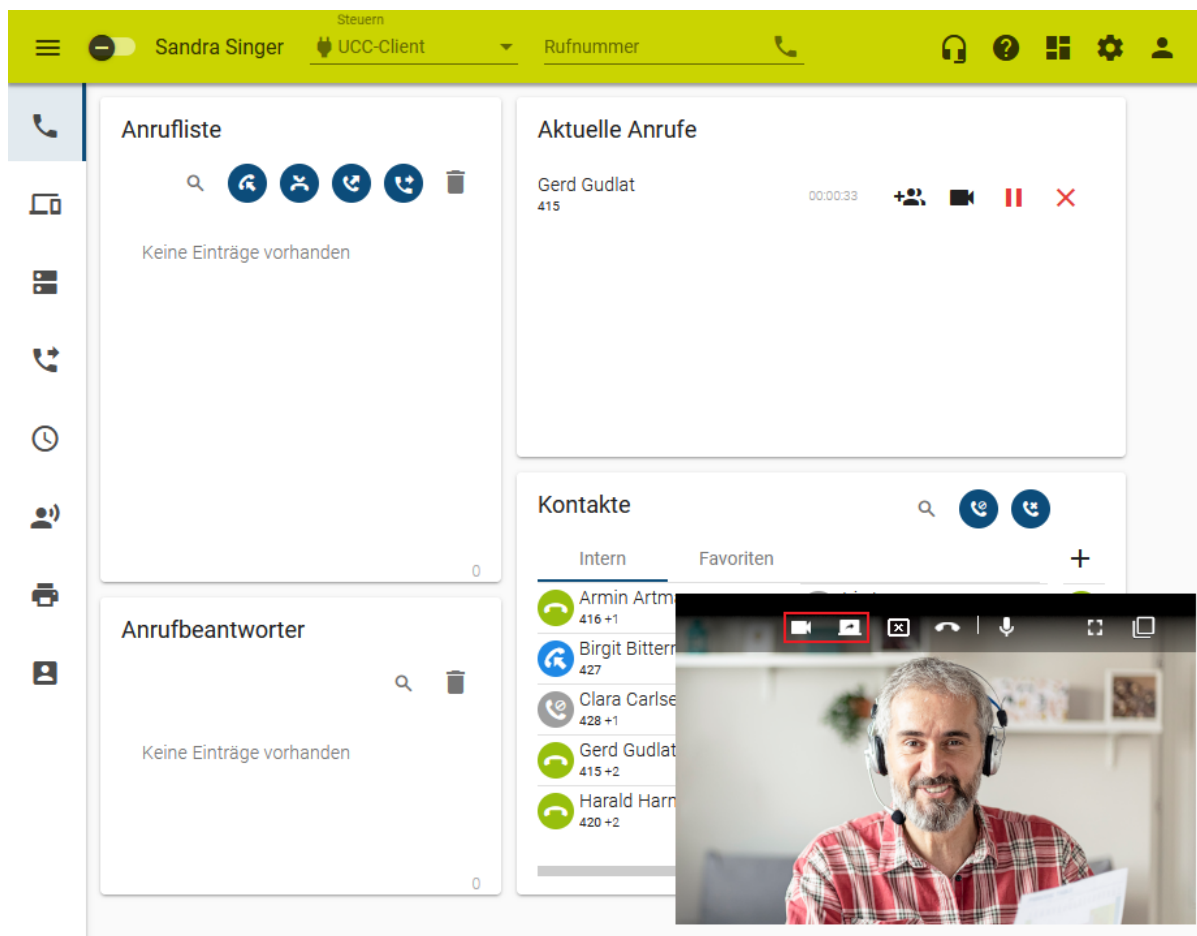 Steuern
Sandra Singer
UCC-Client
Rufnummer
Anrufliste
Keine Einträge vorhanden
0
Aktuelle Anrufe
Gerd Gudlat
415
00:00:33
Anrufbeantworter
Keine Einträge vorhanden
0
Kontakte
Intern
Favoriten
Armin Artm
416 +1
Birgit Bittern
427
Clara Carlse
428 +1
Gerd Gudlat
415 +2
Harald Harn
420 +2